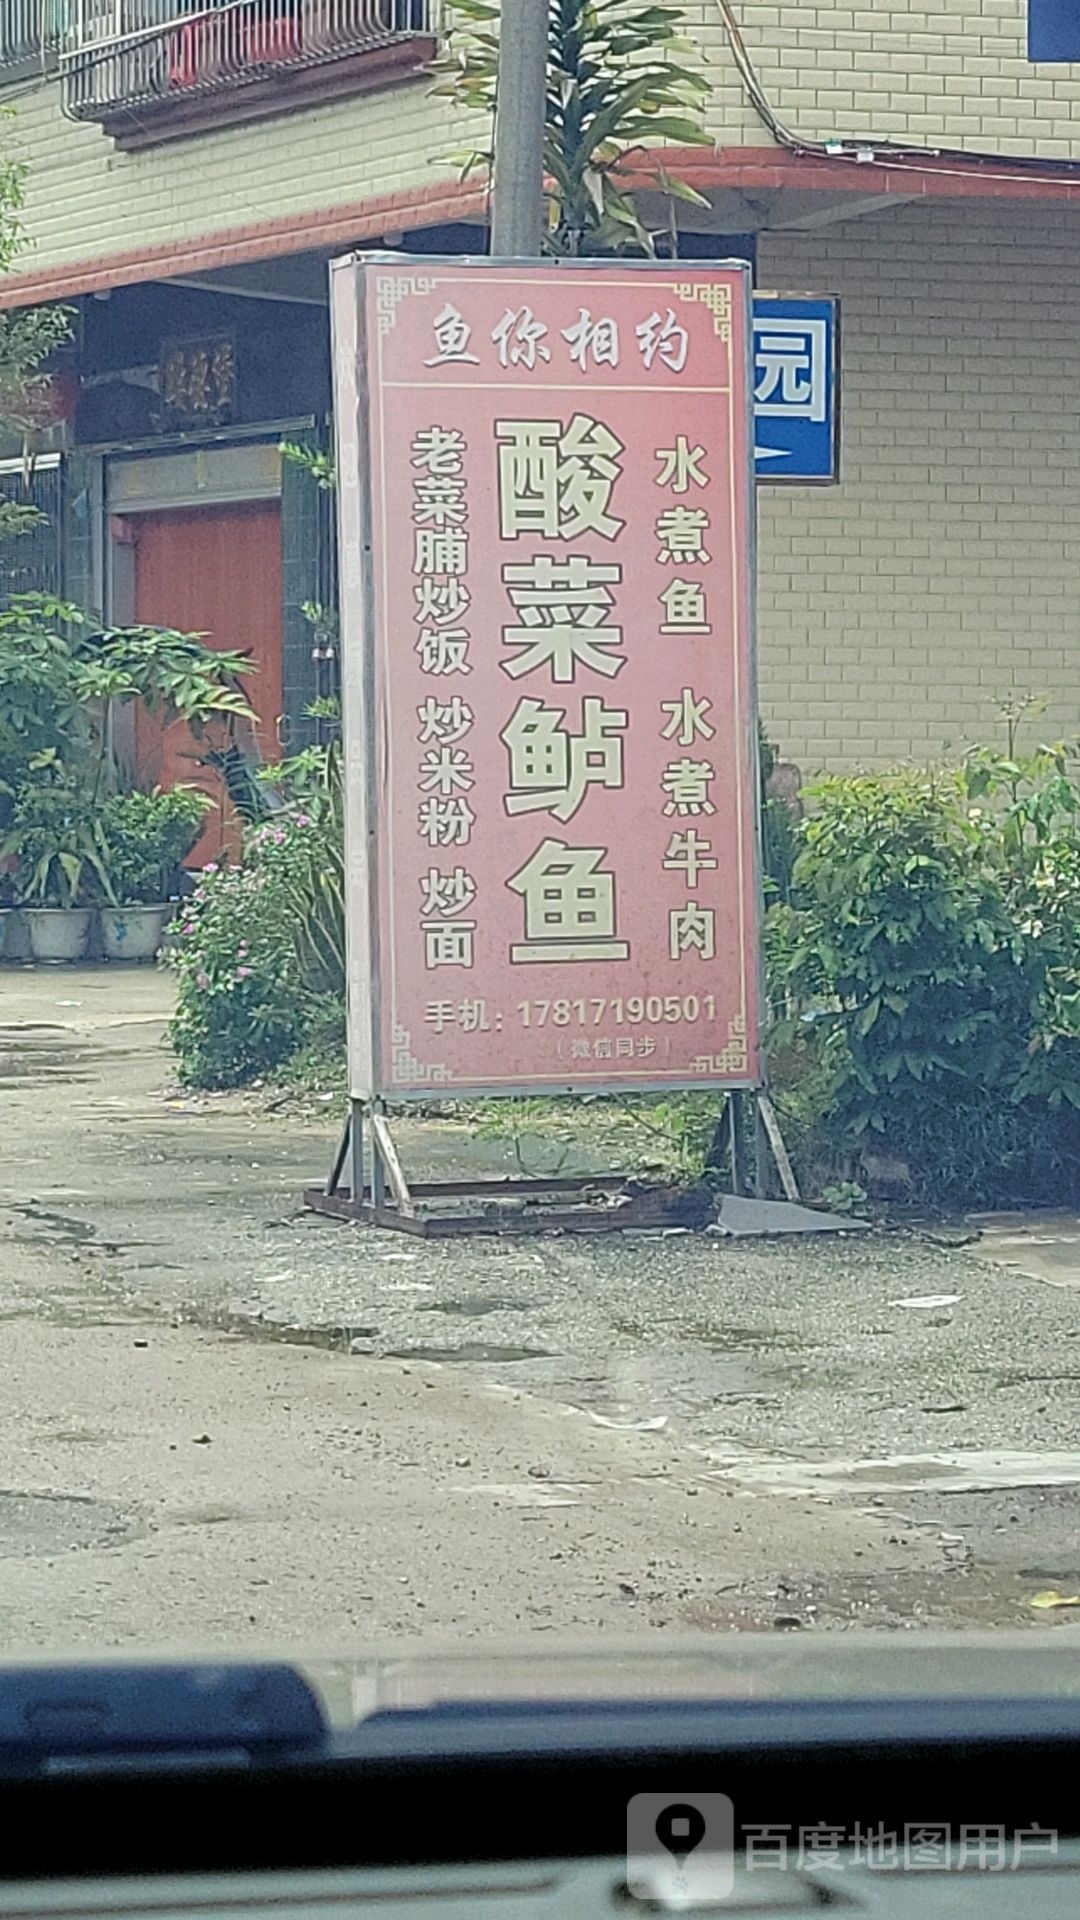 鱼你相约
水煮鱼 水煮牛肉
酸菜鲈鱼
老菜脯炒饭 炒米粉 炒面
手机：17817190501
（微信同步）
园
百度地图用户